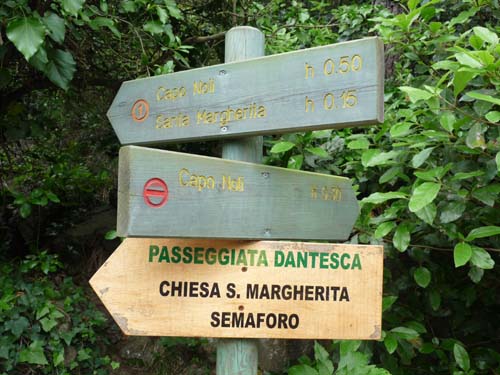 Capo Noli h 0.50
Santa Margherita h 0.15
Capo Noli
PASSEGGIATA DANTESCA
CHIESA S. MARGHERITA
SEMAFORO